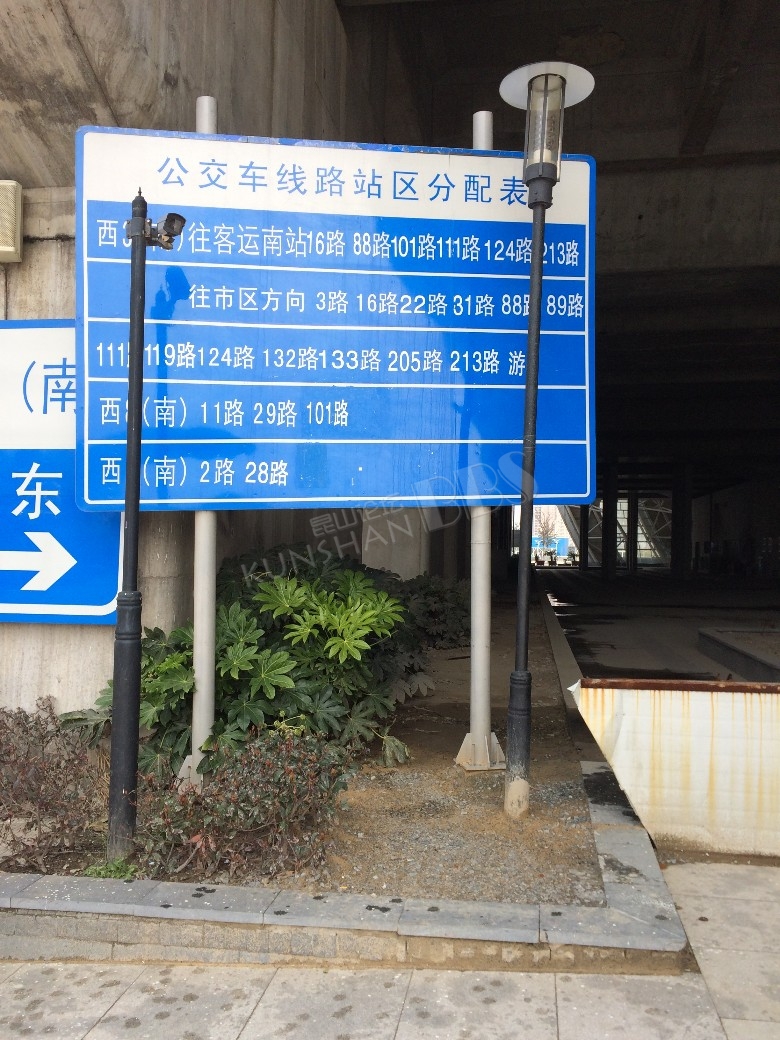 公交车线路站区分配表
西3 ）往客运南站16路 88路101路111路 124路 213路
往市区方向 3路 16路22路 31路 88路 89路
111 119路124路 132路133路 205路 213路 游
西 （南） 11路 29路 101路
西 （南） 2路 28路
（南
东
昆山论坛
KUNSHAN BBS